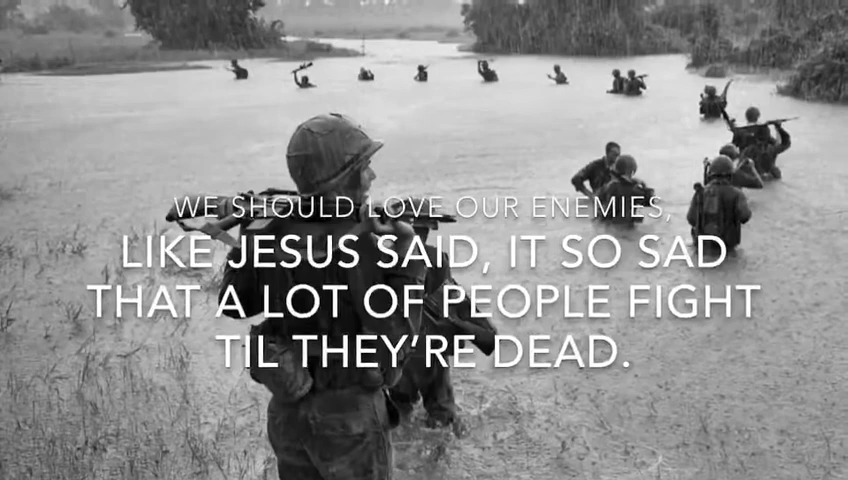 WE SHOULD LOVE OUR ENEMIES,
LIKE JESUS SAID, IT SO SAD
THAT A LOT OF PEOPLE FIGHT
TIL THEY'RE DEAD.